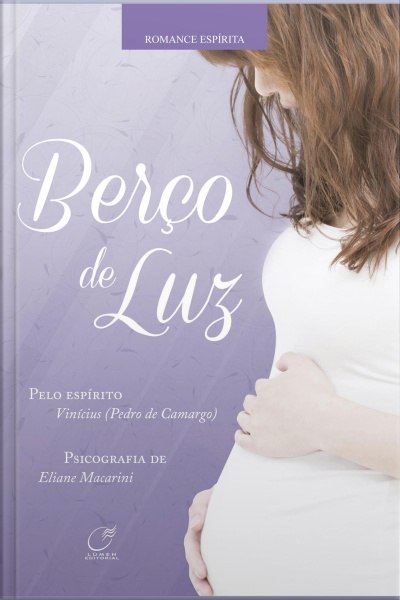 ROMANCE ESPÍRITA
Berço
de Luz
PELO ESPÍRITO
Vinícius (Pedro de Camargo)
PSICOGRAFIA DE
Eliane Macarini
LÚMEN
EDITORIAL